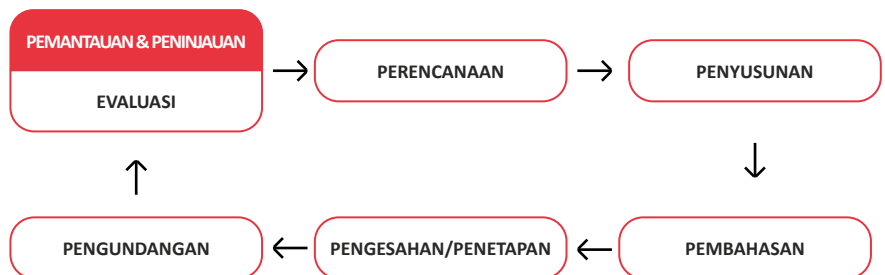 PEMANTAUAN & PENINJAUAN
EVALUASI
PERENCANAAN
PENYUSUNAN
PEMBAHASAN
PENGESAHAN/PENETAPAN
PENGUNDANGAN